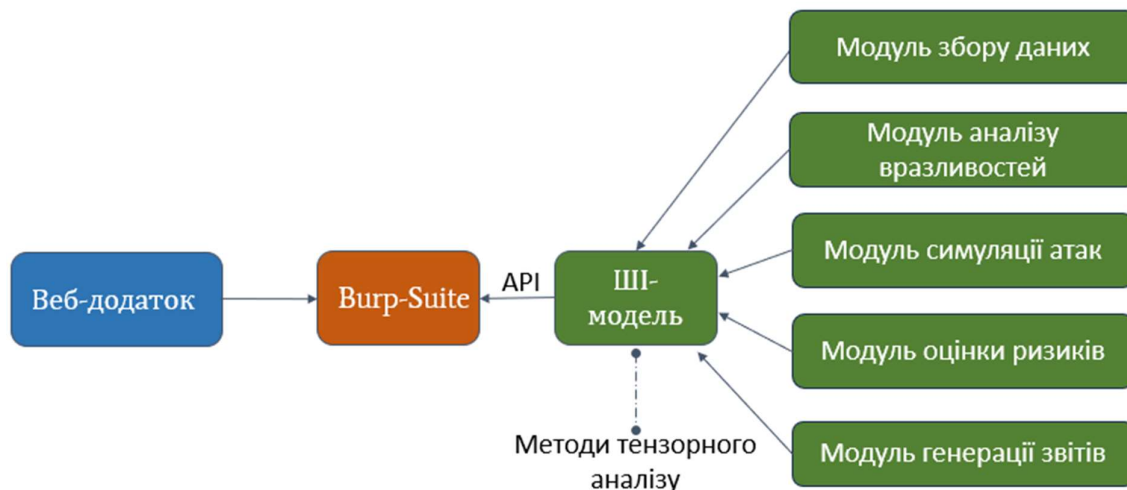 Модуль збору даних
Модуль аналізу
вразливостей
Модуль симуляції атак
Веб-додаток
Burp-Suite
API
ШІ-
модель
Модуль оцінки ризиків
Модуль генерації звітів
Методи тензорного
аналізу